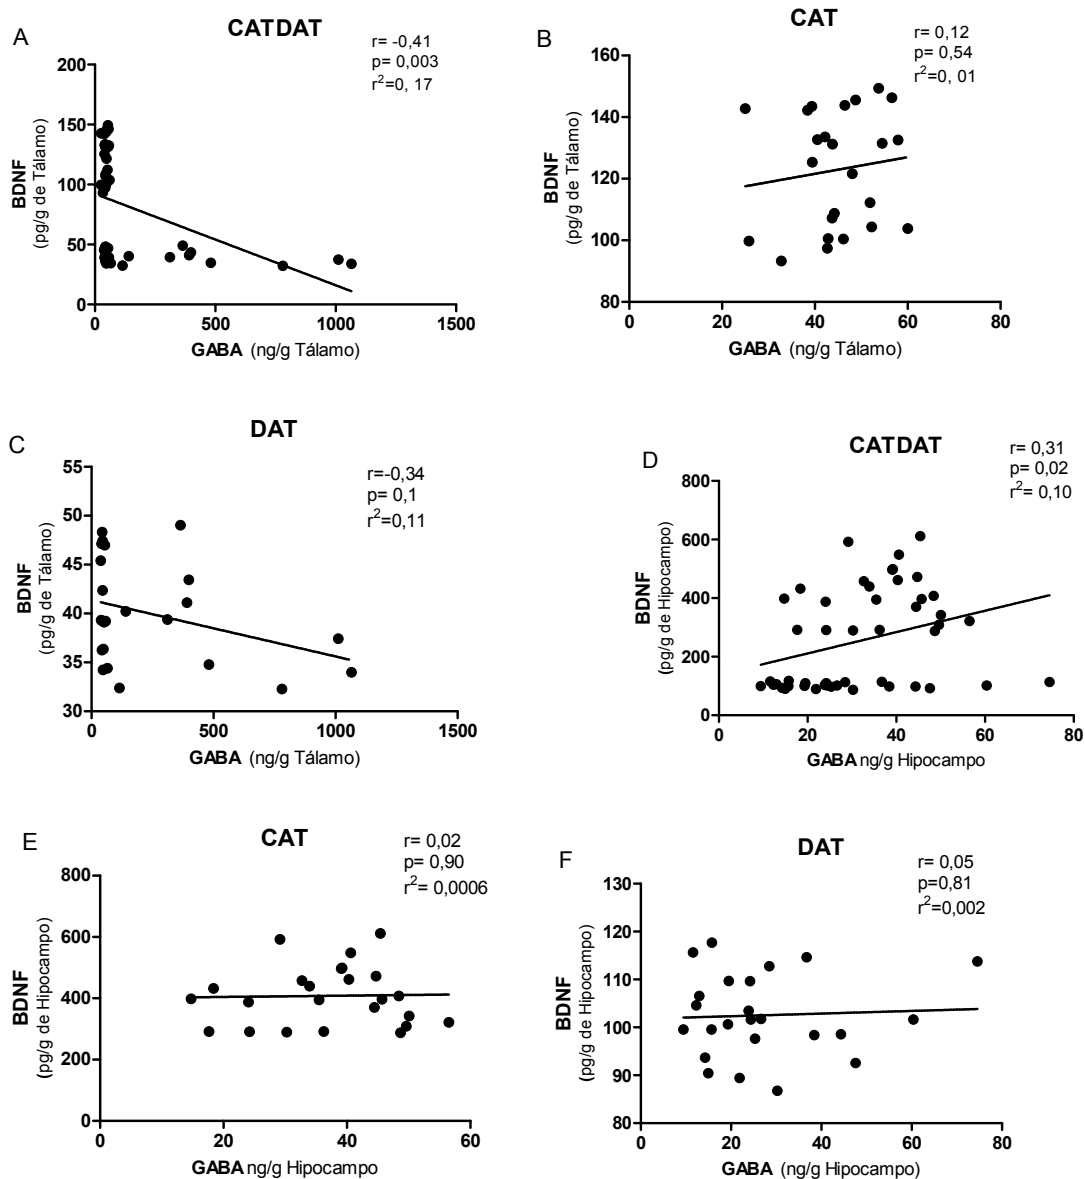 A
CATDAT
r= -0,41
p= 0,003
r²=0, 17
200
150
100
50
0
BDNF
(pg/g de Tálamo)
0 500 1000 1500
GABA (ng/g Tálamo)
B
CAT
r= 0,12
p= 0,54
r²=0, 01
160
140
120
100
80
BDNF
(pg/g de Tálamo)
0 20 40 60 80
GABA (ng/g Tálamo)
C
DAT
r=-0,34
p= 0,1
r²=0,11
55
50
45
40
35
30
BDNF
(pg/g de Tálamo)
0 500 1000 1500
GABA (ng/g Tálamo)
D
CATDAT
r= 0,31
p= 0,02
r²= 0,10
800
600
400
200
0
BDNF
(pg/g de Hipocampo)
0 20 40 60 80
GABA ng/g Hipocampo
E
CAT
r= 0,02
p= 0,90
r²= 0,0006
800
600
400
200
0
BDNF
(pg/g de Hipocampo)
0 20 40 60
GABA ng/g Hipocampo
F
DAT
r= 0,05
p=0,81
r²=0,002
130
120
110
100
90
80
BDNF
(pg/g de Hipocampo)
0 20 40 60 80
GABA (ng/g Hipocampo)